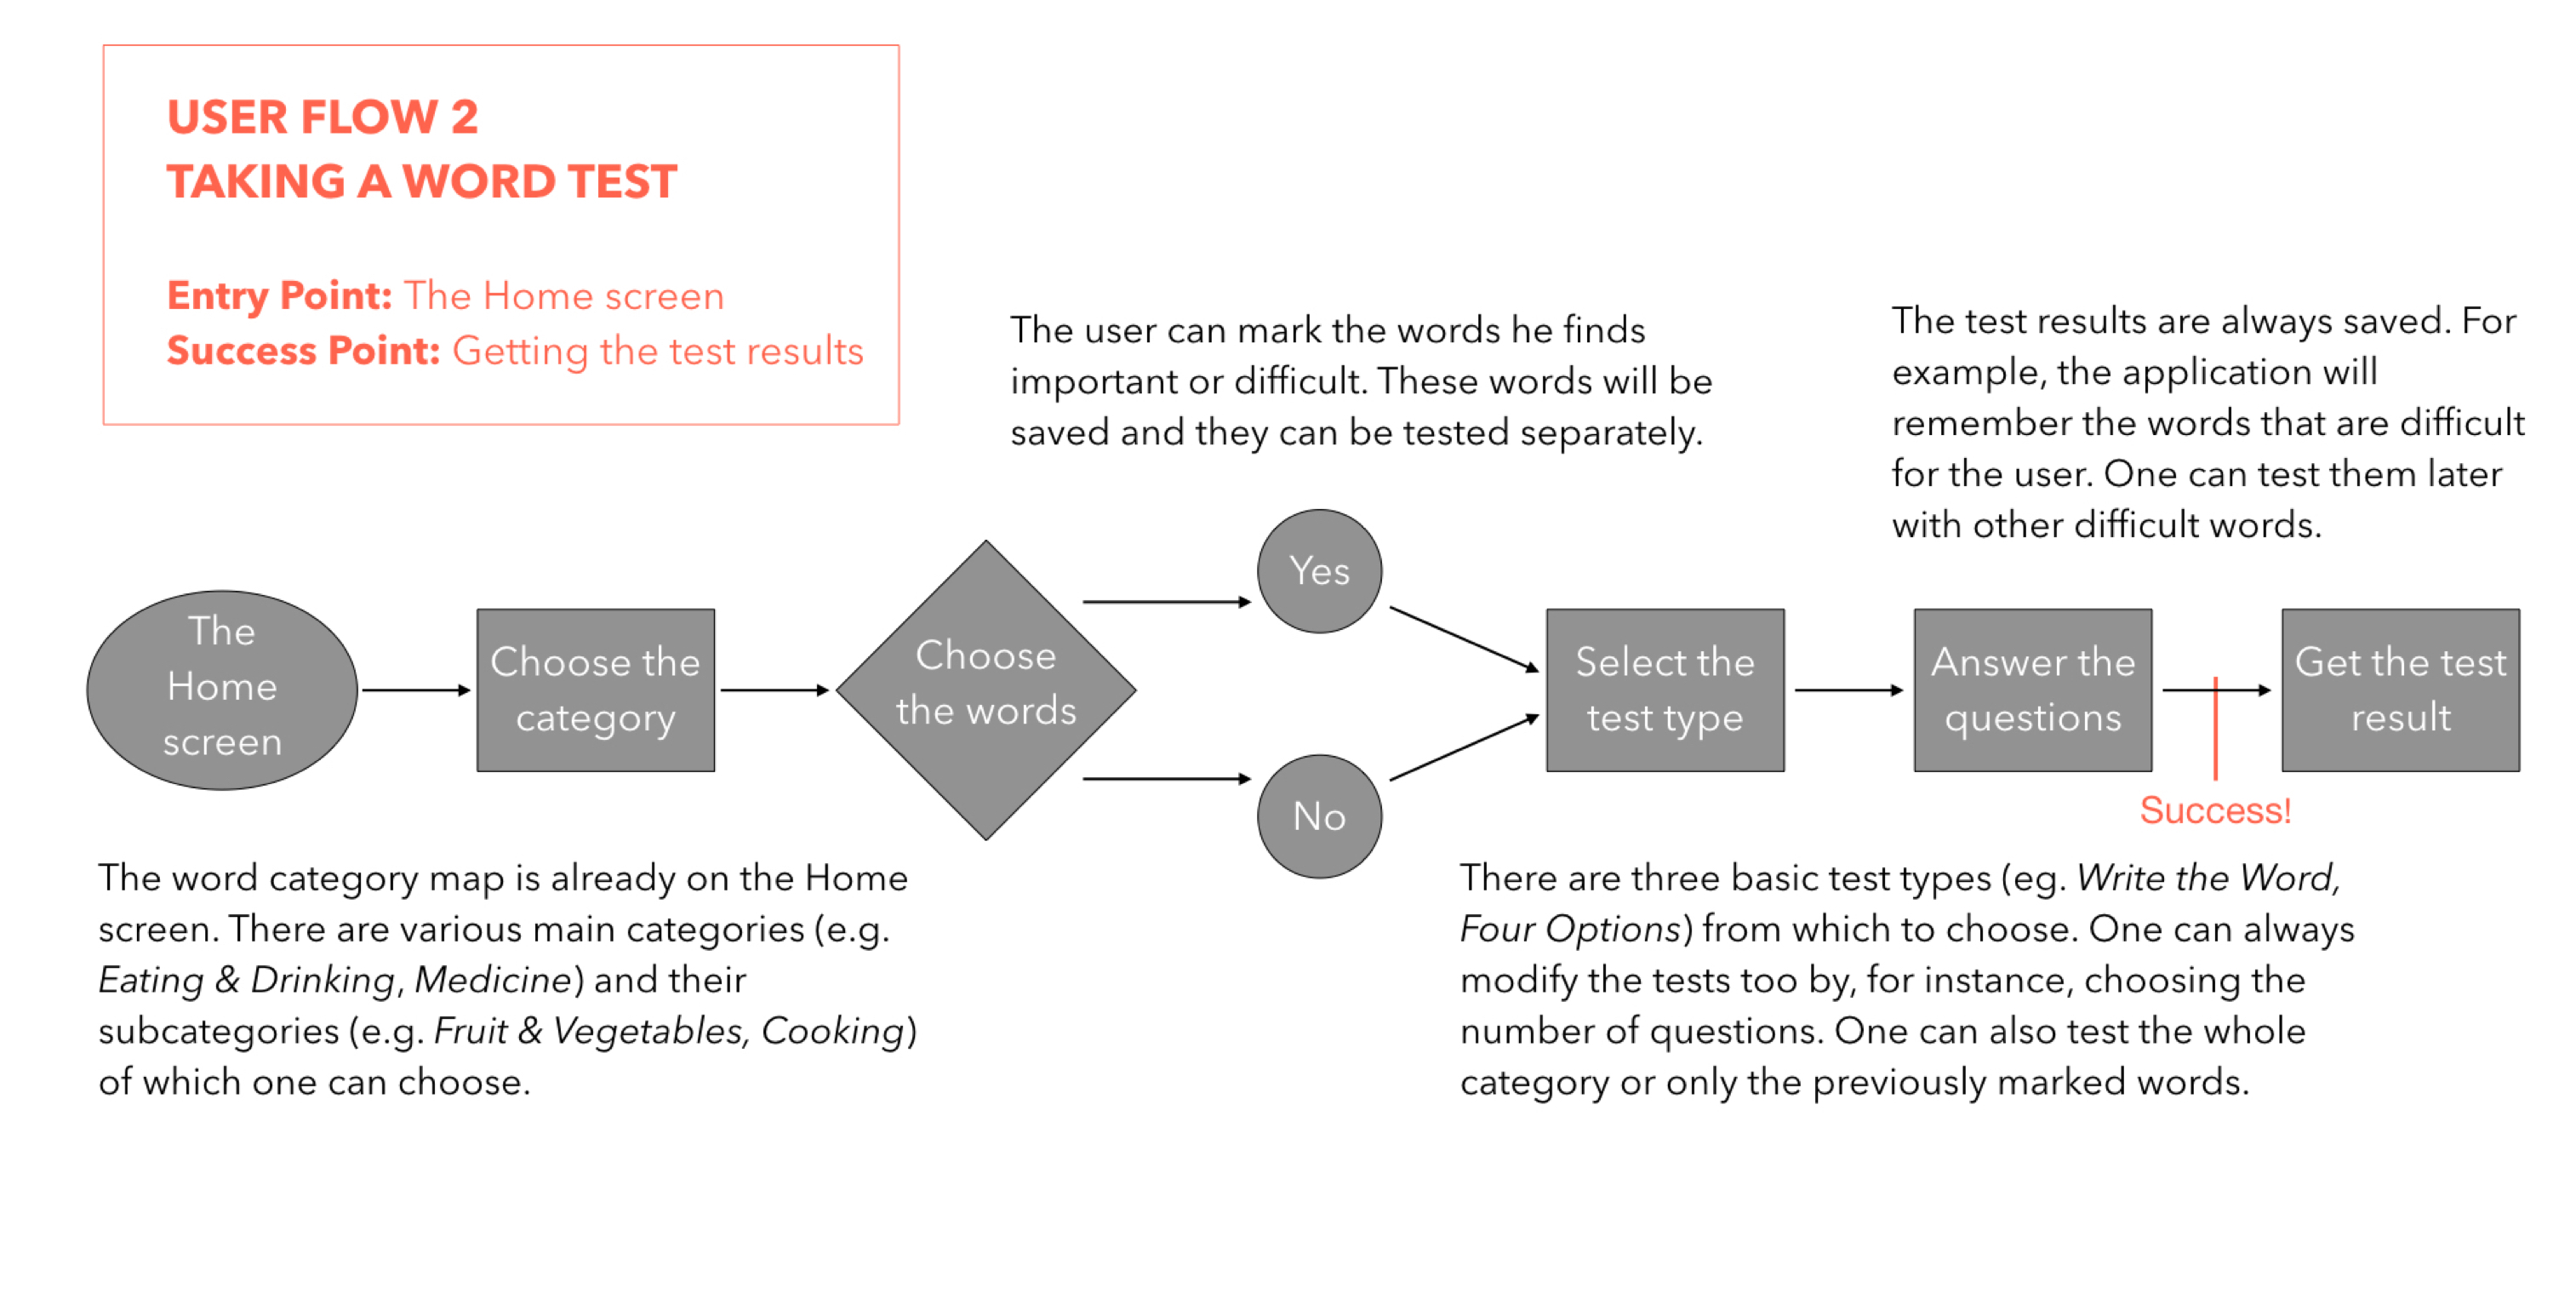 USER FLOW 2
TAKING A WORD TEST
Entry Point: The Home screen
Success Point: Getting the test results
The user can mark the words he finds
important or difficult. These words will be
saved and they can be tested separately.
The test results are always saved. For
example, the application will
remember the words that are difficult
for the user. One can test them later
with other difficult words.
The
Home
screen
Choose the
category
Choose
the words
Yes
No
Select the
test type
Answer the
questions
Success!
Get the test
result
The word category map is already on the Home
screen. There are various main categories (e.g.
Eating & Drinking, Medicine) and their
subcategories (e.g. Fruit & Vegetables, Cooking)
of which one can choose.
There are three basic test types (eg. Write the Word,
Four Options) from which to choose. One can always
modify the tests too by, for instance, choosing the
number of questions. One can also test the whole
category or only the previously marked words.